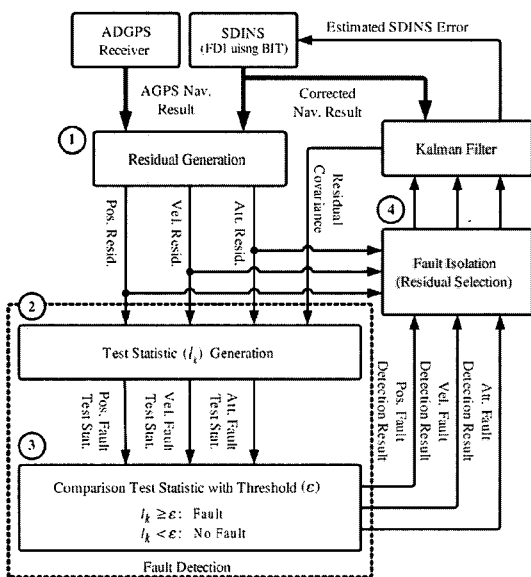 ADGPS
Receiver
SDINS
(FDI uisng BIT)
Estimated SDINS Error
AGPS Nav.
Result
Corrected
Nav. Result
1
Residual Generation
Kalman Filter
Pos. Resid.
Vel. Resid.
Att. Resid.
Residual
Covariance
4
Fault Isolation
(Residual Selection)
2
Test Statistic (lₖ) Generation
Pos. Fault
Test Stat.
Vel. Fault
Test Stat.
Att. Fault
Test Stat.
Pos. Fault
Detection Result
Vel. Fault
Detection Result
Att. Fault
Detection Result
3
Comparison Test Statistic with Threshold (ε)
lₖ ≥ ε: Fault
lₖ < ε: No Fault
Fault Detection